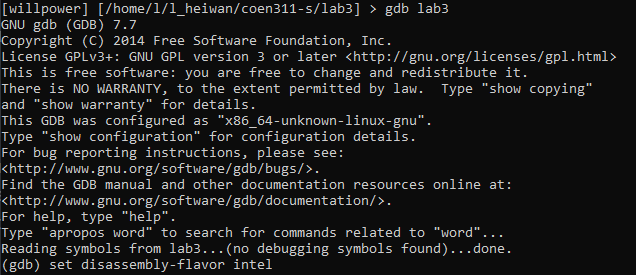 [willpower] [/home/l/l_heiwan/coen311-s/lab3] > gdb lab3
GNU gdb (GDB) 7.7
Copyright (C) 2014 Free Software Foundation, Inc.
License GPLv3+: GNU GPL version 3 or later <http://gnu.org/licenses/gpl.html>
This is free software: you are free to change and redistribute it.
There is NO WARRANTY, to the extent permitted by law.  Type "show copying"
and "show warranty" for details.
This GDB was configured as "x86_64-unknown-linux-gnu".
Type "show configuration" for configuration details.
For bug reporting instructions, please see:
<http://www.gnu.org/software/gdb/bugs/>.
Find the GDB manual and other documentation resources online at:
<http://www.gnu.org/software/gdb/documentation/>.
For help, type "help".
Type "apropos word" to search for commands related to "word"...
Reading symbols from lab3...(no debugging symbols found)...done.
(gdb) set disassembly-flavor intel